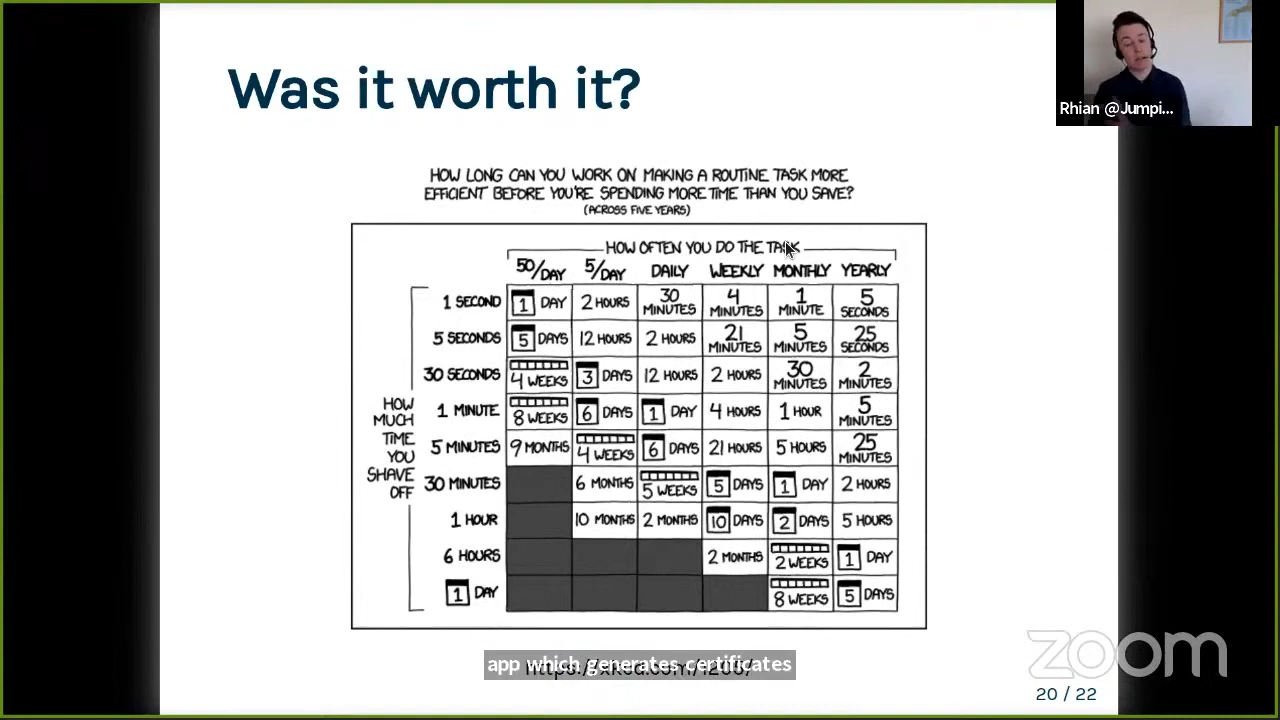 Was it worth it?
Rhian @Jumpi...
HOW LONG CAN YOU WORK ON MAKING A ROUTINE TASK MORE
EFFICIENT BEFORE YOU'RE SPENDING MORE TIME THAN YOU SAVE?
(ACROSS FIVE YEARS)
HOW OFTEN YOU DO THE TASK
50/DAY 5/DAY DAILY WEEKLY MONTHLY YEARLY
HOW MUCH TIME YOU SHAVE OFF
1 SECOND 1 DAY 2 HOURS 30 MINUTES 4 MINUTES 1 MINUTE 5 SECONDS
5 SECONDS 5 DAYS 12 HOURS 2 HOURS 21 MINUTES 5 MINUTES 25 SECONDS
30 SECONDS 4 WEEKS 3 DAYS 12 HOURS 2 HOURS 30 MINUTES 2 MINUTES
1 MINUTE 8 WEEKS 6 DAYS 1 DAY 4 HOURS 1 HOUR 5 MINUTES
5 MINUTES 9 MONTHS 4 WEEKS 6 DAYS 21 HOURS 5 HOURS 25 MINUTES
30 MINUTES 6 MONTHS 5 WEEKS 5 DAYS 1 DAY 2 HOURS
1 HOUR 10 MONTHS 2 MONTHS 10 DAYS 2 DAYS 5 HOURS
6 HOURS 2 MONTHS 2 WEEKS 1 DAY
1 DAY 8 WEEKS 5 DAYS
app which generates certificates
zoom
20 / 22